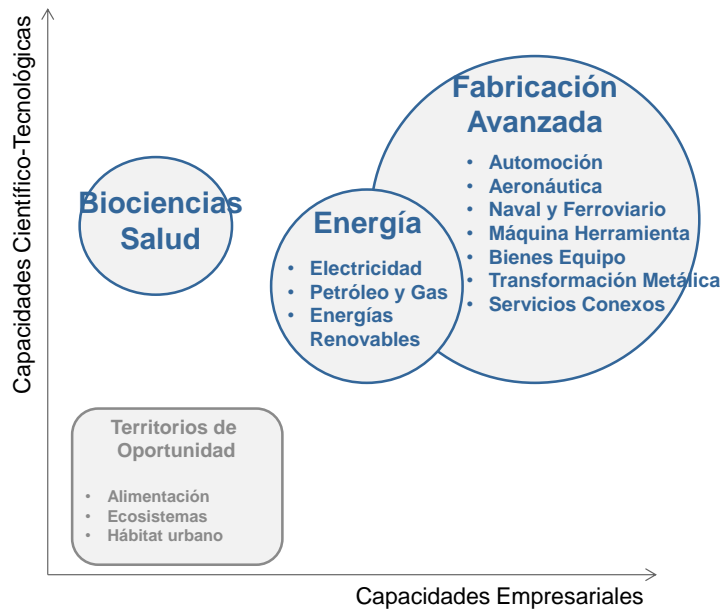 Capacidades Científico-Tecnológicas
Fabricación
Avanzada
• Automoción
• Aeronáutica
• Naval y Ferroviario
• Máquina Herramienta
• Bienes Equipo
• Transformación Metálica
• Servicios Conexos
Biociencias
Salud
Energía
• Electricidad
• Petróleo y Gas
• Energías
Renovables
Territorios de
Oportunidad
• Alimentación
• Ecosistemas
• Hábitat urbano
Capacidades Empresariales